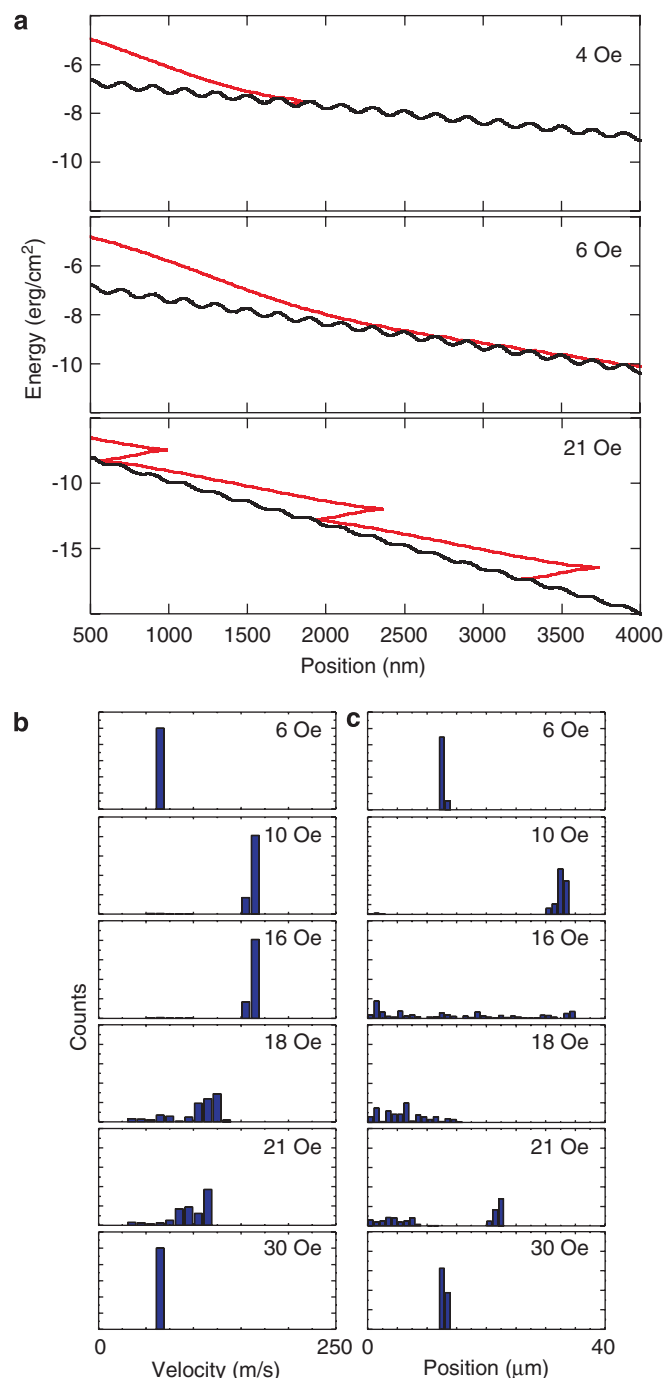 a
4 Oe
-6
-8
-10
6 Oe
-6
-8
-10
Energy (erg/cm²)
21 Oe
-10
-15
500 1000 1500 2000 2500 3000 3500 4000
Position (nm)
b c
6 Oe 6 Oe
10 Oe 10 Oe
16 Oe 16 Oe
Counts
18 Oe 18 Oe
21 Oe 21 Oe
30 Oe 30 Oe
0 250 0 40
Velocity (m/s) Position (μm)